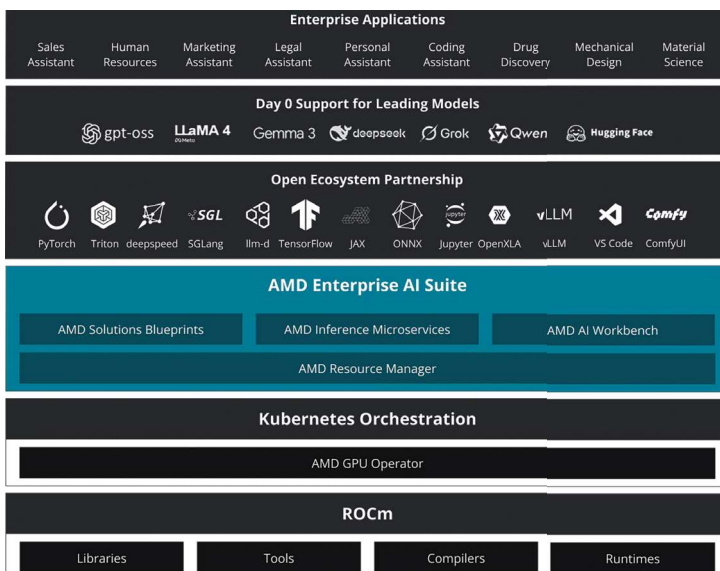 Enterprise Applications
Sales Assistant
Human Resources
Marketing Assistant
Legal Assistant
Personal Assistant
Coding Assistant
Drug Discovery
Mechanical Design
Material Science
Day 0 Support for Leading Models
gpt-oss
LLaMA 4
Meta
Gemma 3
deepseek
Grok
Qwen
Hugging Face
Open Ecosystem Partnership
SGL
jupyter
vLLM
Comfy
PyTorch
Triton
deepspeed
SGLang
llm-d
TensorFlow
JAX
ONNX
Jupyter
OpenXLA
vLLM
VS Code
ComfyUI
AMD Enterprise AI Suite
AMD Solutions Blueprints
AMD Inference Microservices
AMD AI Workbench
AMD Resource Manager
Kubernetes Orchestration
AMD GPU Operator
ROCm
Libraries
Tools
Compilers
Runtimes